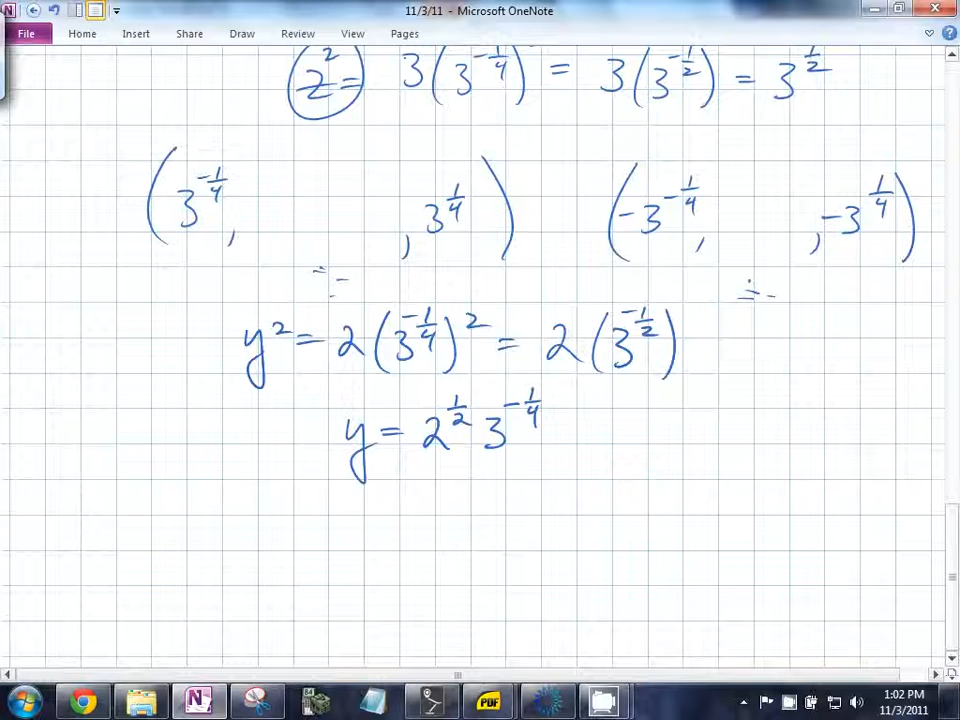 11/3/11 - Microsoft OneNote
File Home Insert Share Draw Review View Pages
z² = 3(3^{-1/4}) = 3(3^{-1/2}) = 3^{1/2}
(3^{-1/4}, , 3^{1/4}) (-3^{-1/4}, , -3^{1/4})
y² = 2(3^{-1/4})² = 2(3^{-1/2})
y = 2^{1/2} 3^{-1/4}
PDF
1:02 PM
11/3/2011